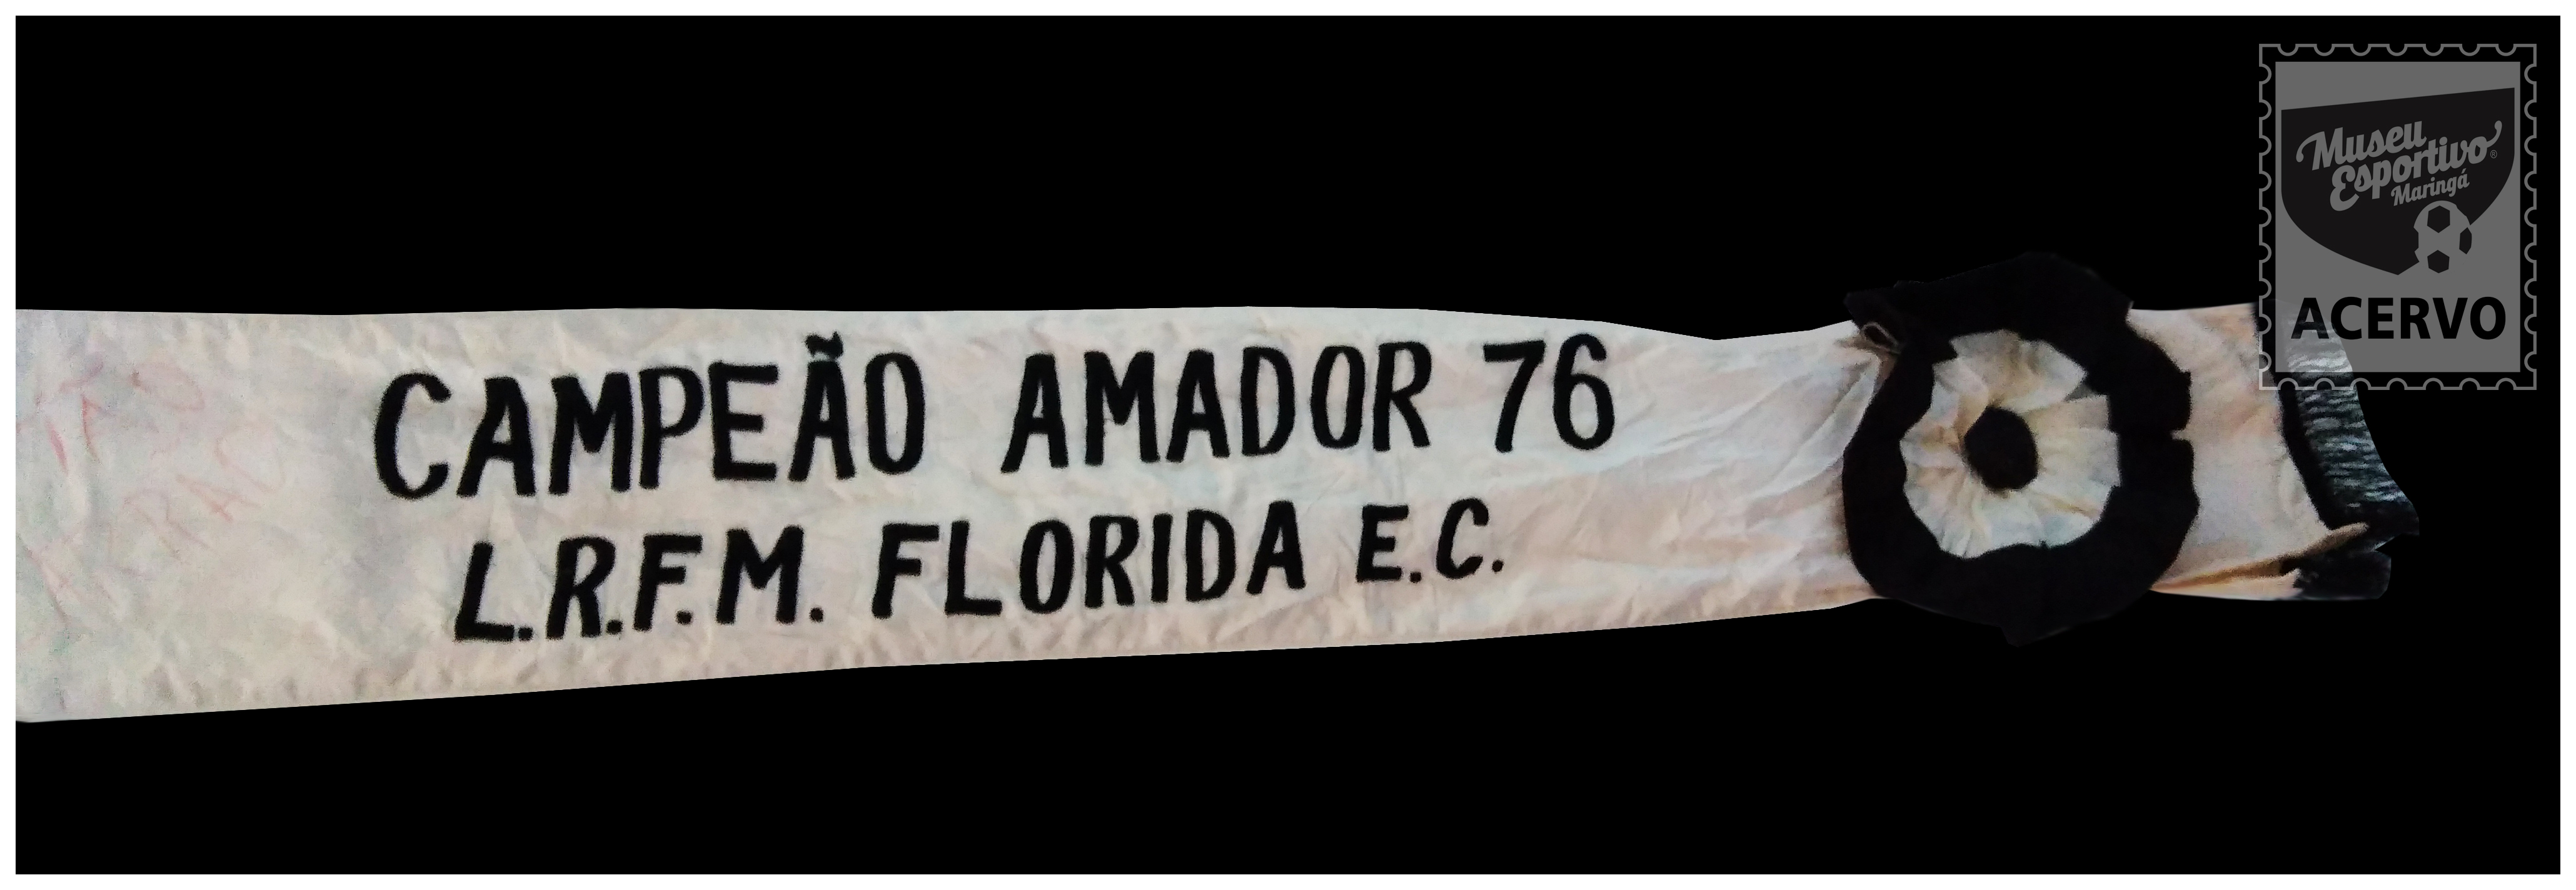 CAMPEÃO AMADOR 76
L.R.F.M. FLORIDA E.C.
Museu
Esportivo®
Maringá
ACERVO